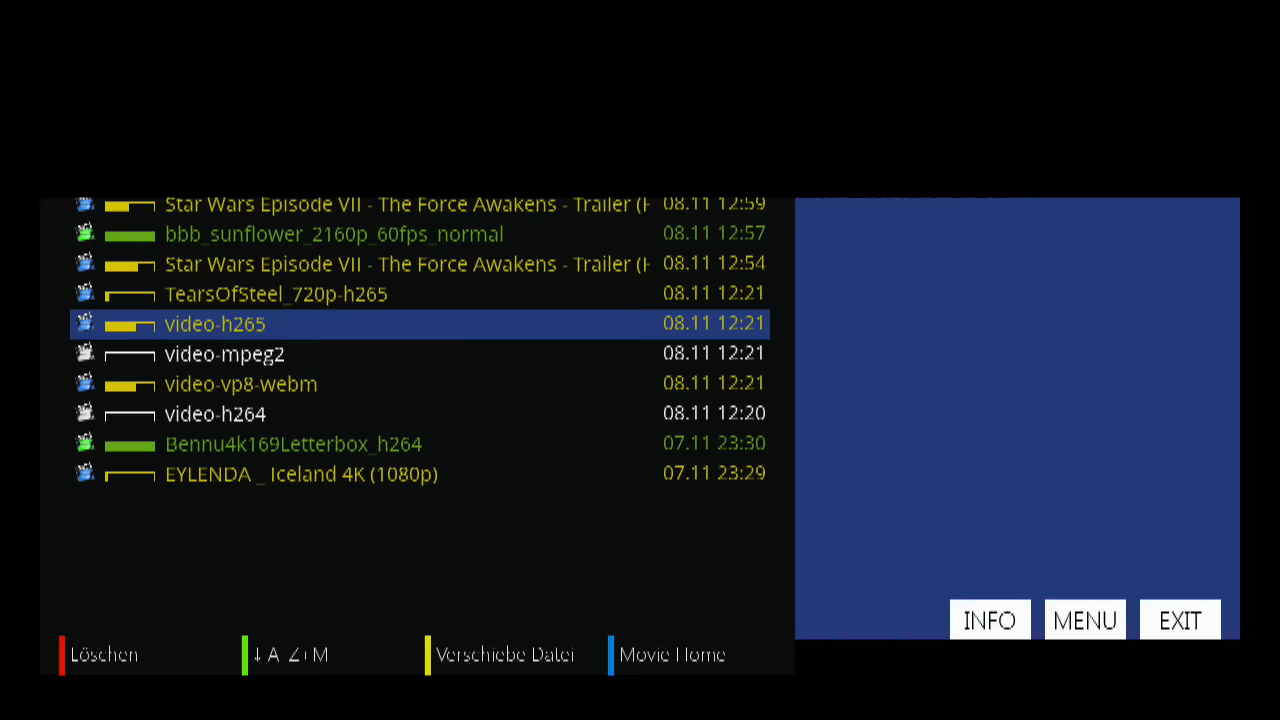 Star Wars Episode VII - The Force Awakens - Trailer ( 08.11 12:59
bbb_sunflower_2160p_60fps_normal 08.11 12:57
Star Wars Episode VII - The Force Awakens - Trailer ( 08.11 12:54
TearsOfSteel_720p-h265 08.11 12:21
video-h265 08.11 12:21
video-mpeg2 08.11 12:21
video-vp8-webm 08.11 12:21
video-h264 08.11 12:20
Bennu4k169Letterbox_h264 07.11 23:30
EYLENDA _ Iceland 4K (1080p) 07.11 23:29
INFO MENU EXIT
Löschen Verschiebe Datei Movie Home